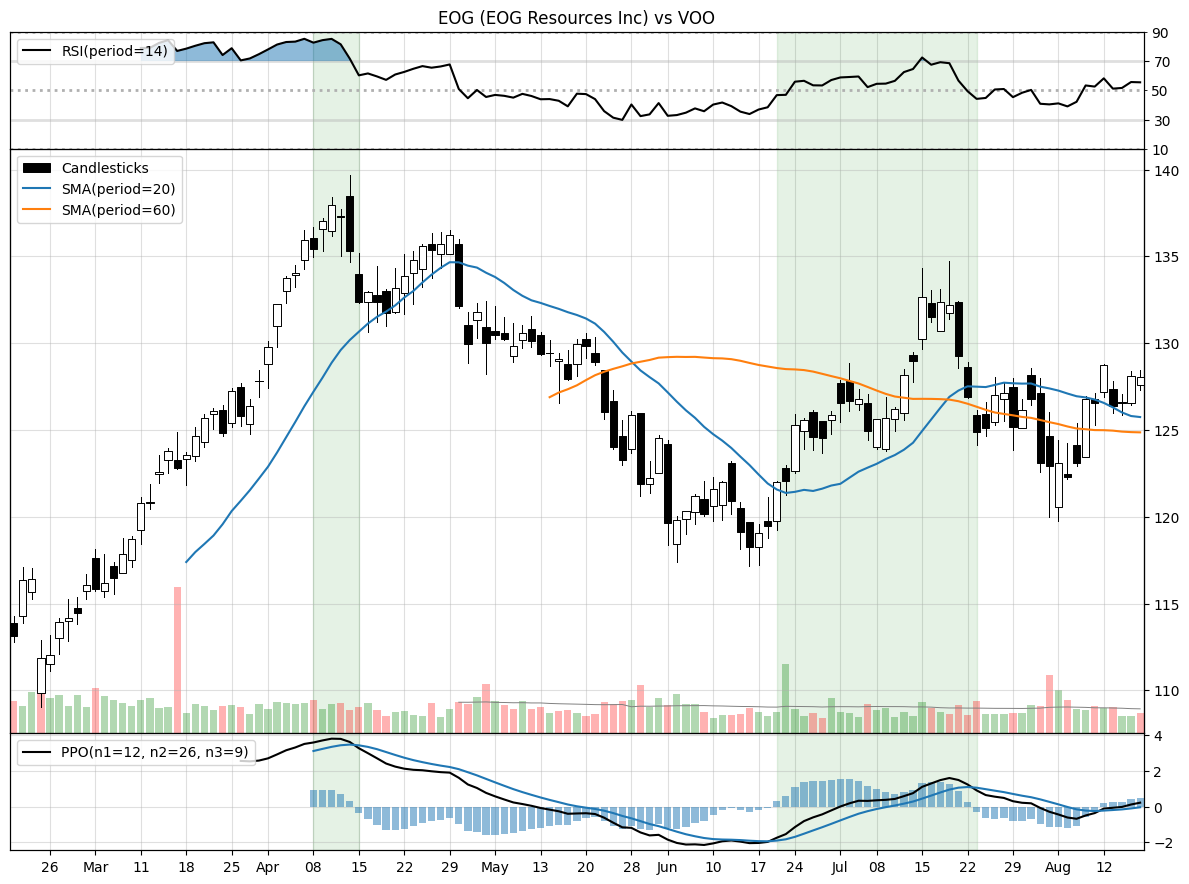 EOG (EOG Resources Inc) vs VOO
RSI(period=14)
90
70
50
30
10
Candlesticks
SMA(period=20)
SMA(period=60)
140
135
130
125
120
115
110
PPO(n1=12, n2=26, n3=9)
4
2
0
−2
26 Mar 11 18 25 Apr 08 15 22 29 May 13 20 28 Jun 10 17 24 Jul 08 15 22 29 Aug 12